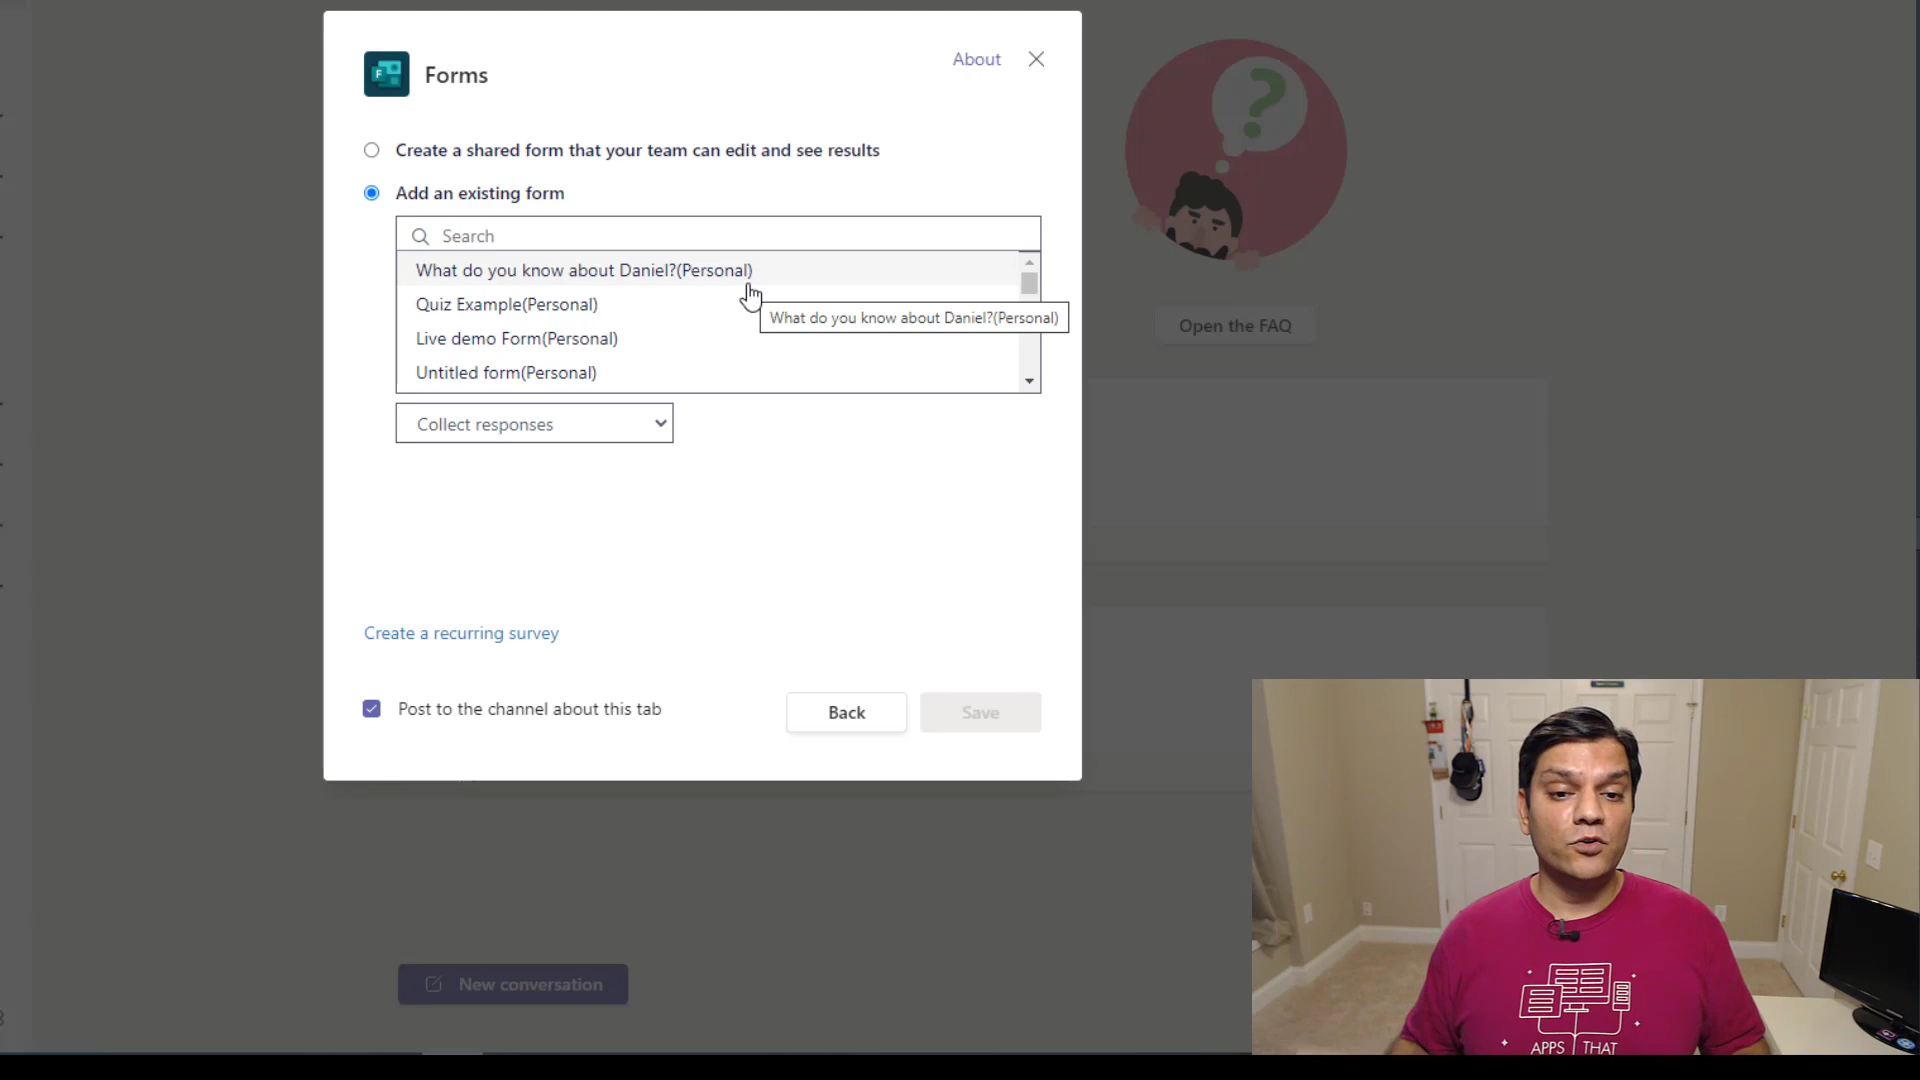 Forms
About
Create a shared form that your team can edit and see results
Add an existing form
Search
What do you know about Daniel?(Personal)
Quiz Example(Personal)
What do you know about Daniel?(Personal)
Live demo Form(Personal)
Untitled form(Personal)
Collect responses
Open the FAQ
Create a recurring survey
Post to the channel about this tab
Back
Save
New conversation
APPS THAT